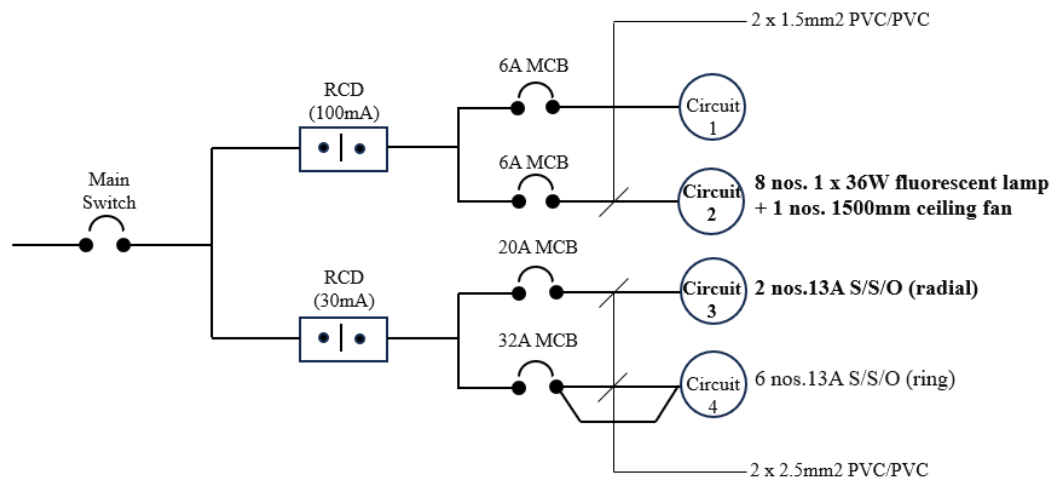 2 x 1.5mm2 PVC/PVC
6A MCB
Circuit
1
RCD
(100mA)
6A MCB
Circuit
2
8 nos. 1 x 36W fluorescent lamp
+ 1 nos. 1500mm ceiling fan
Main
Switch
20A MCB
Circuit
3
2 nos.13A S/S/O (radial)
RCD
(30mA)
32A MCB
Circuit
4
6 nos.13A S/S/O (ring)
2 x 2.5mm2 PVC/PVC